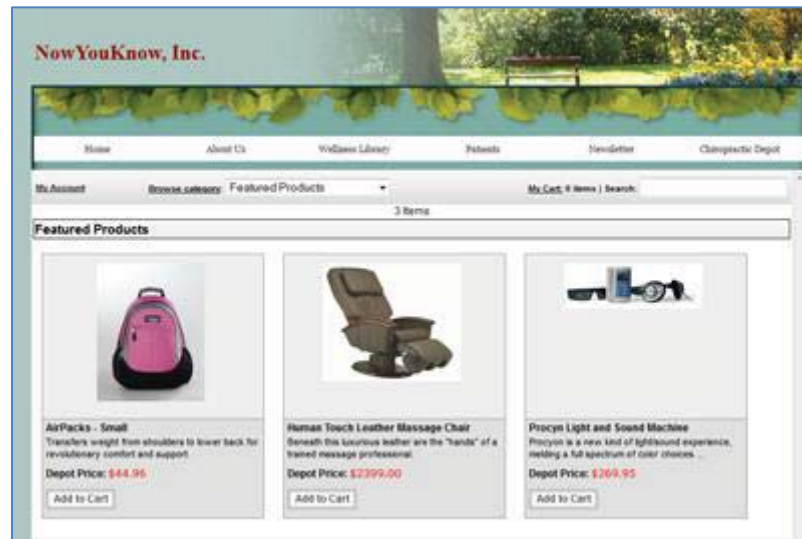 NowYouKnow, Inc.
Home About Us Wellness Library Patients Newsletter Chiropractic Depot
My Account Browse category: Featured Products My Cart: 0 items | Search:
3 Items
Featured Products
AirPacks - Small
Transfers weight from shoulders to lower back for
revolutionary comfort and support
Depot Price: $44.96
Add to Cart
Human Touch Leather Massage Chair
Beneath this luxurious leather are the "hands" of a
trained massage professional.
Depot Price: $2399.00
Add to Cart
Procyn Light and Sound Machine
Procyon is a new kind of light/sound experience,
melding a full spectrum of color choices. ...
Depot Price: $269.95
Add to Cart